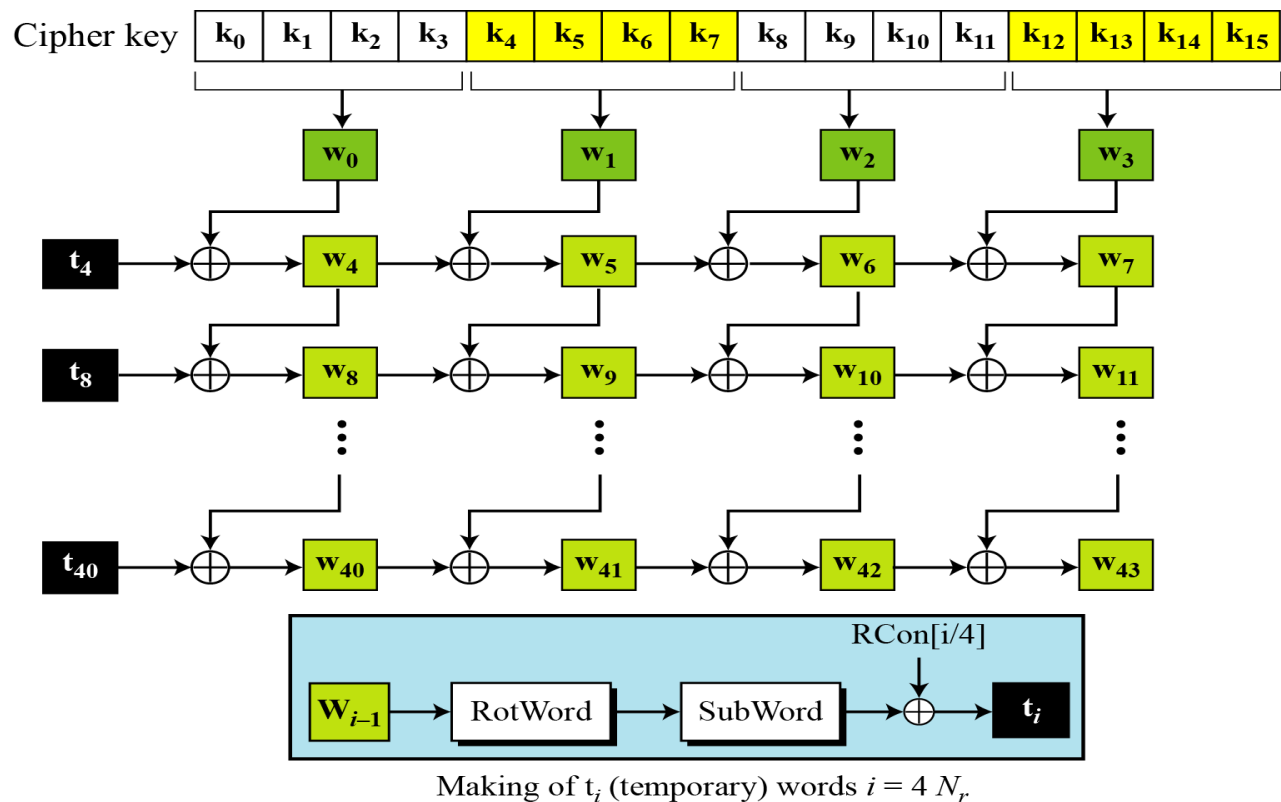 Cipher key k₀ k₁ k₂ k₃ k₄ k₅ k₆ k₇ k₈ k₉ k₁₀ k₁₁ k₁₂ k₁₃ k₁₄ k₁₅
w₀ w₁ w₂ w₃
t₄ w₄ w₅ w₆ w₇
t₈ w₈ w₉ w₁₀ w₁₁
t₄₀ w₄₀ w₄₁ w₄₂ w₄₃
RCon[i/4]
Wᵢ₋₁ RotWord SubWord tᵢ
Making of tᵢ (temporary) words i = 4 Nᵣ